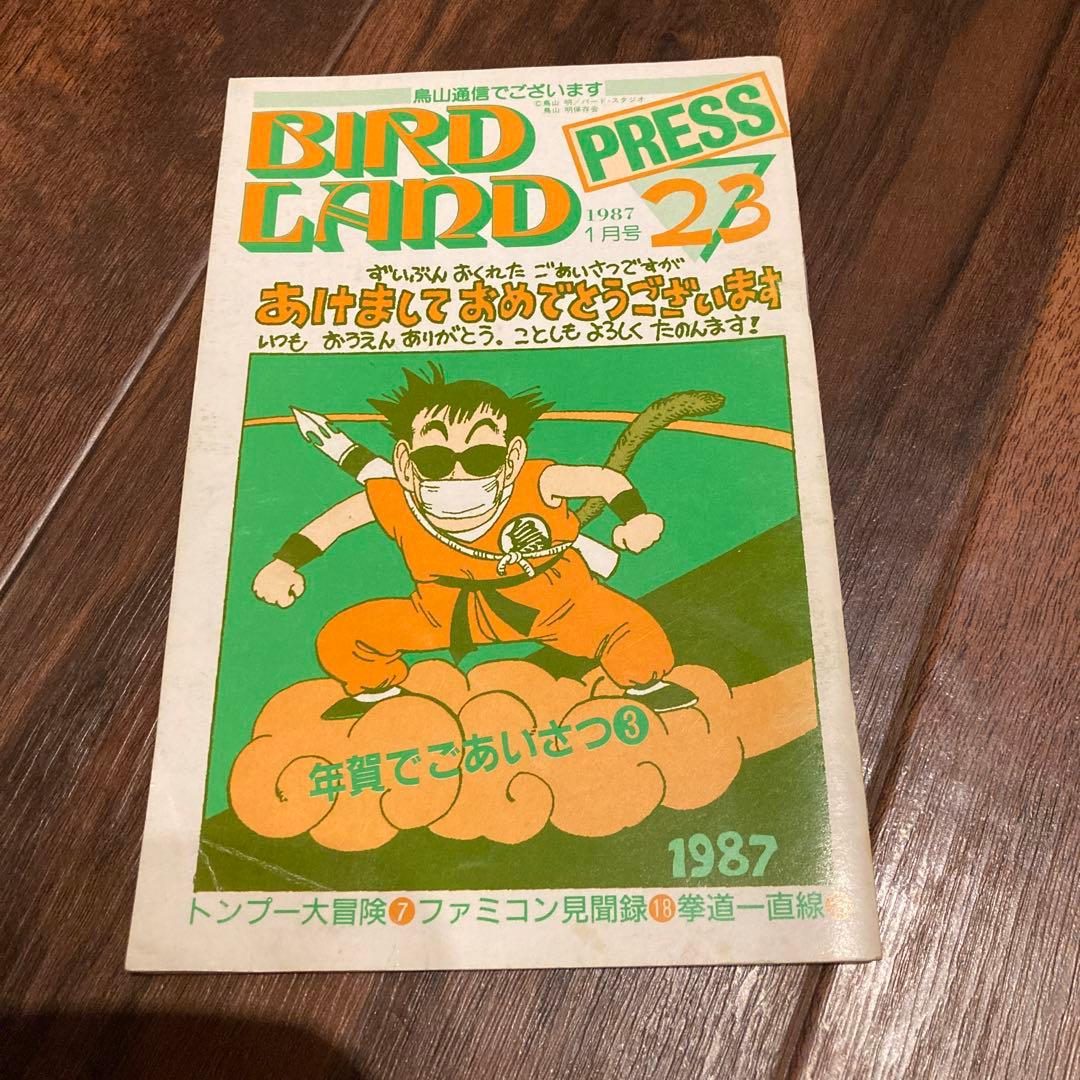 鳥山通信でございます
©鳥山 明/バード・スタジオ
鳥山 明保存会
BIRD
LAND
PRESS
23
1987
1月号
ずいぶん おくれた ごあいさつですが
あけまして おめでとうございます
いつも おうえん ありがとう。ことしも よろしく たのんます!
鳥
年賀でごあいさつ❸
1987
トンプー大冒険❼ファミコン見聞録⓲拳道一直線